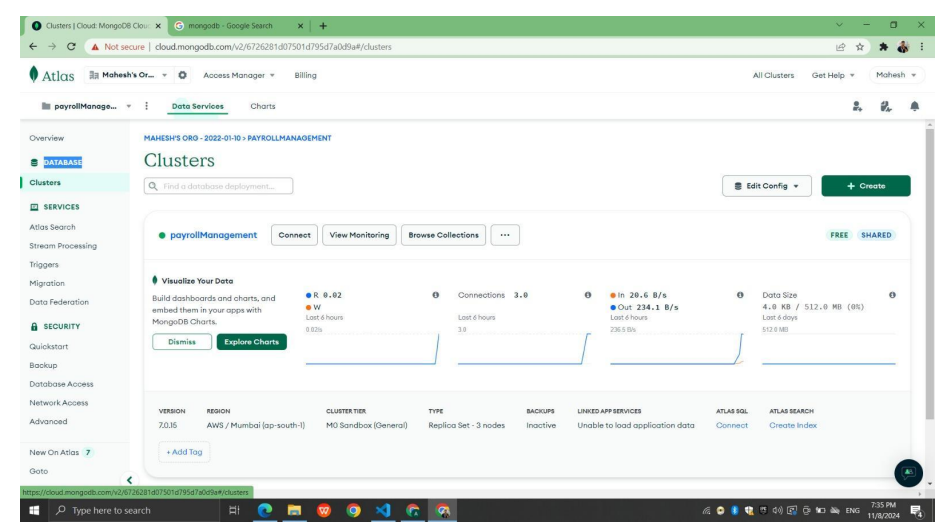 Clusters | Cloud: MongoDB Clou
mongodb - Google Search
Not secure | cloud.mongodb.com/v2/6726281d07501d795d7a0d9a#/clusters
Atlas
Mahesh's Or...
Access Manager
Billing
All Clusters
Get Help
Mahesh
payrollManage...
Data Services
Charts
Overview
DATABASE
Clusters
SERVICES
Atlas Search
Stream Processing
Triggers
Migration
Data Federation
SECURITY
Quickstart
Backup
Database Access
Network Access
Advanced
New On Atlas 7
Goto
MAHESH'S ORG - 2022-01-10 > PAYROLLMANAGEMENT
Clusters
Find a database deployment...
Edit Config
+ Create
payrollManagement
Connect
View Monitoring
Browse Collections
...
FREE
SHARED
Visualize Your Data
Build dashboards and charts, and
embed them in your apps with
MongoDB Charts.
Dismiss
Explore Charts
R 0.02
W
Last 6 hours
0.02/s
Connections 3.0
Last 6 hours
3.0
In 20.6 B/s
Out 234.1 B/s
Last 6 hours
236.5 B/s
Data Size
4.0 KB / 512.0 MB (0%)
Last 6 days
512.0 MB
VERSION REGION CLUSTER TIER TYPE BACKUPS LINKED APP SERVICES ATLAS SQL ATLAS SEARCH
7.0.15 AWS / Mumbai (ap-south-1) M0 Sandbox (General) Replica Set - 3 nodes Inactive Unable to load application data Connect Create Index
+ Add Tag
https://cloud.mongodb.com/v2/6726281d07501d795d7a0d9a#/clusters
Type here to search
ENG
7:35 PM
11/8/2024